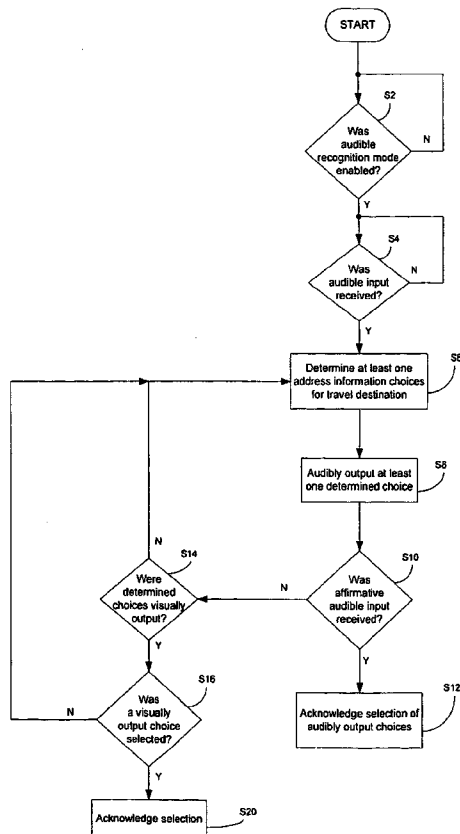 START
S2
Was
audible
recognition mode
enabled?
N
Y
S4
Was
audible input
received?
N
Y
S6
Determine at least one
address information choices
for travel destination
S8
Audibly output at least
one determined choice
N
S14
Were
determined
choices visually
output?
N
S10
Was
affirmative
audible input
received?
Y
Y
S16
Was
a visually
output choice
selected?
N
S12
Acknowledge selection of
audibly output choices
Y
S20
Acknowledge selection